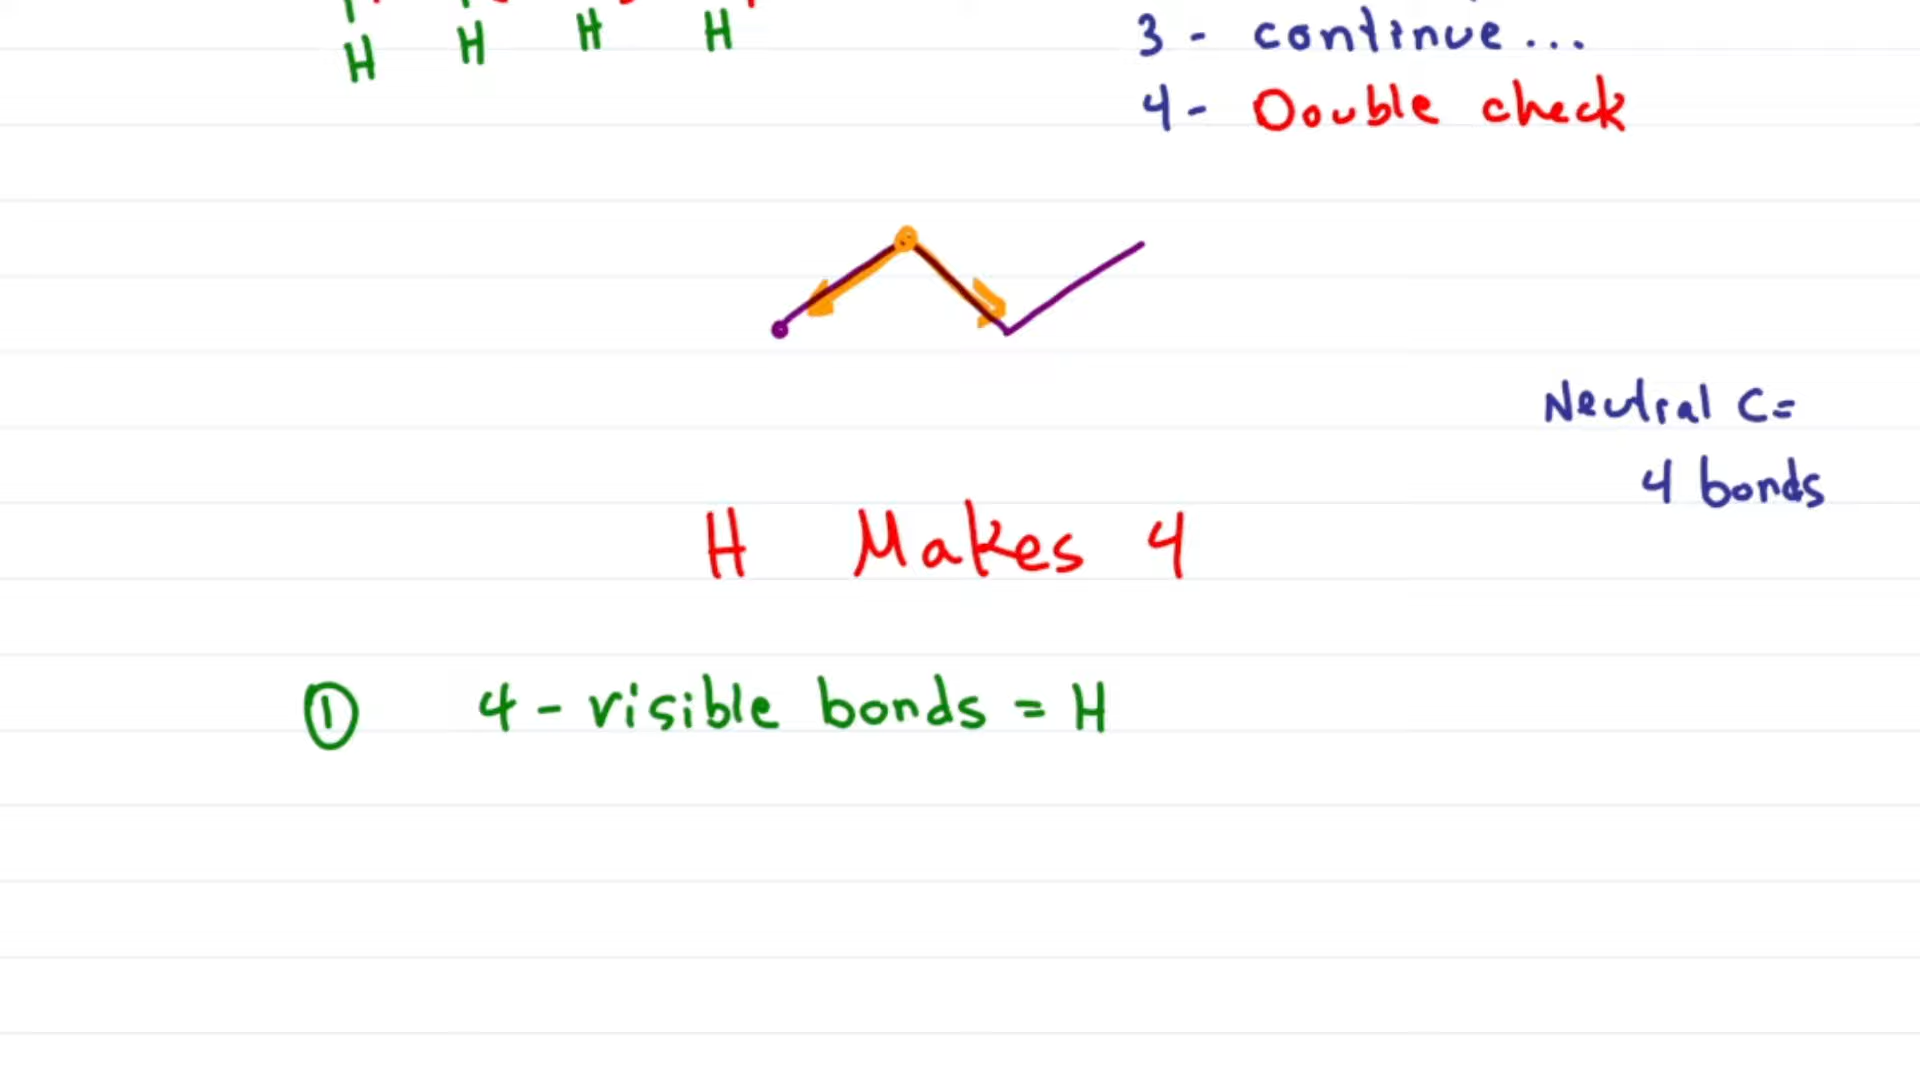 H H H H
3 - continue...
4 - Double check
Neutral C=
4 bonds
H Makes 4
① 4 - visible bonds = H